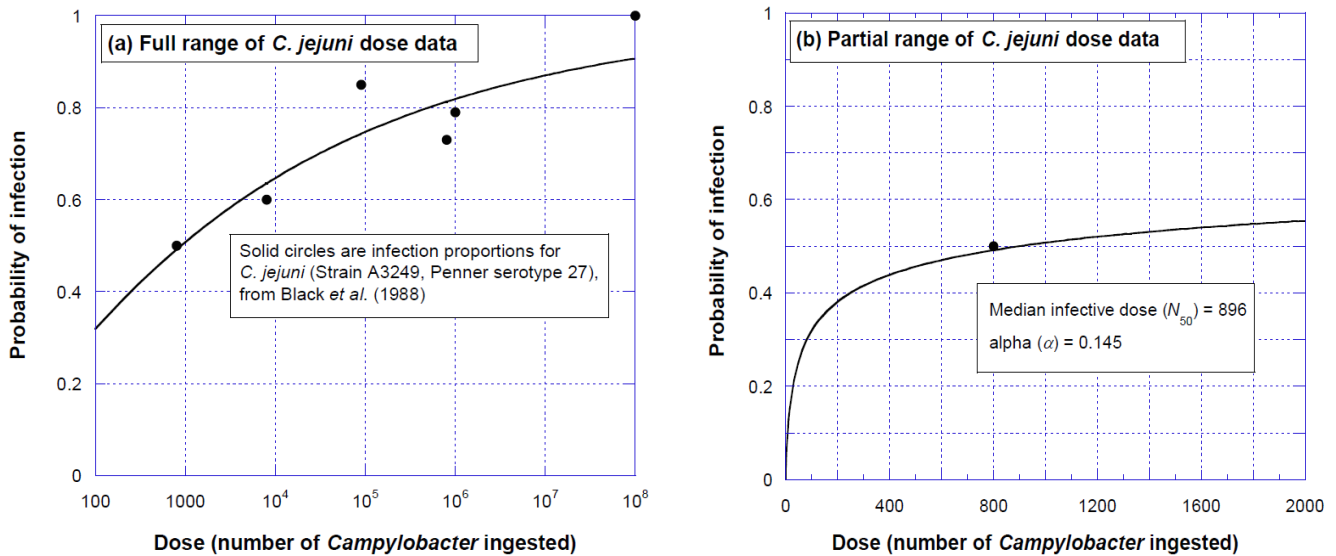 (a) Full range of C. jejuni dose data
1
0.8
0.6
0.4
0.2
0
Probability of infection
Solid circles are infection proportions for
C. jejuni (Strain A3249, Penner serotype 27),
from Black et al. (1988)
100 1000 10⁴ 10⁵ 10⁶ 10⁷ 10⁸
Dose (number of Campylobacter ingested)
(b) Partial range of C. jejuni dose data
1
0.8
0.6
0.4
0.2
0
Probability of infection
Median infective dose (N₅₀) = 896
alpha (α) = 0.145
0 400 800 1200 1600 2000
Dose (number of Campylobacter ingested)